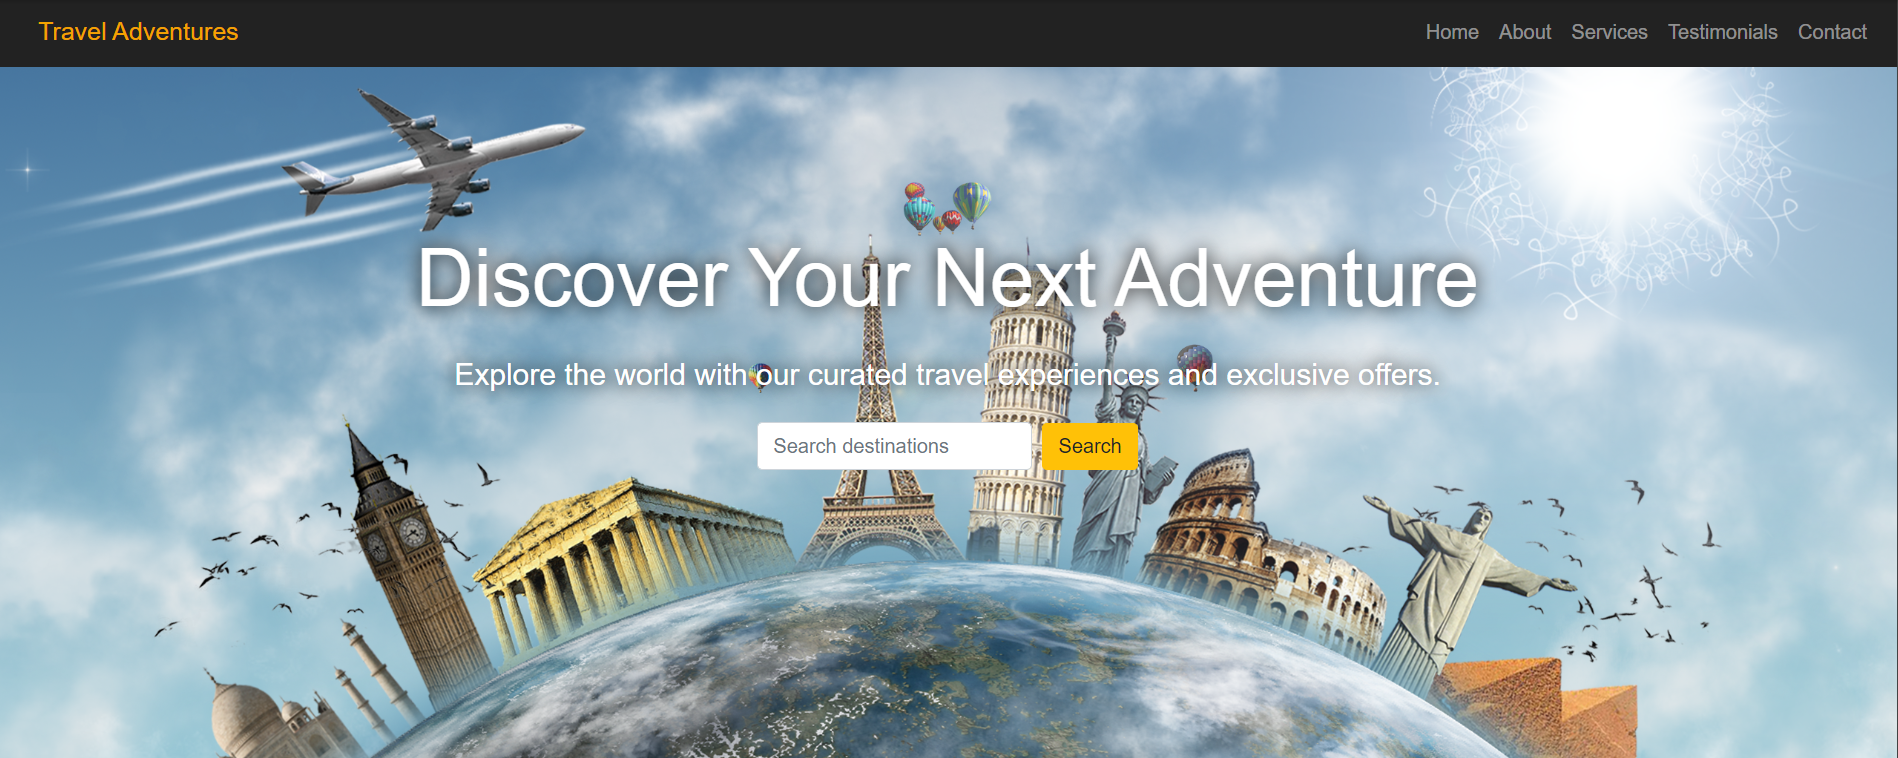 Travel Adventures
Home About Services Testimonials Contact
Discover Your Next Adventure
Explore the world with our curated travel experiences and exclusive offers.
Search destinations Search